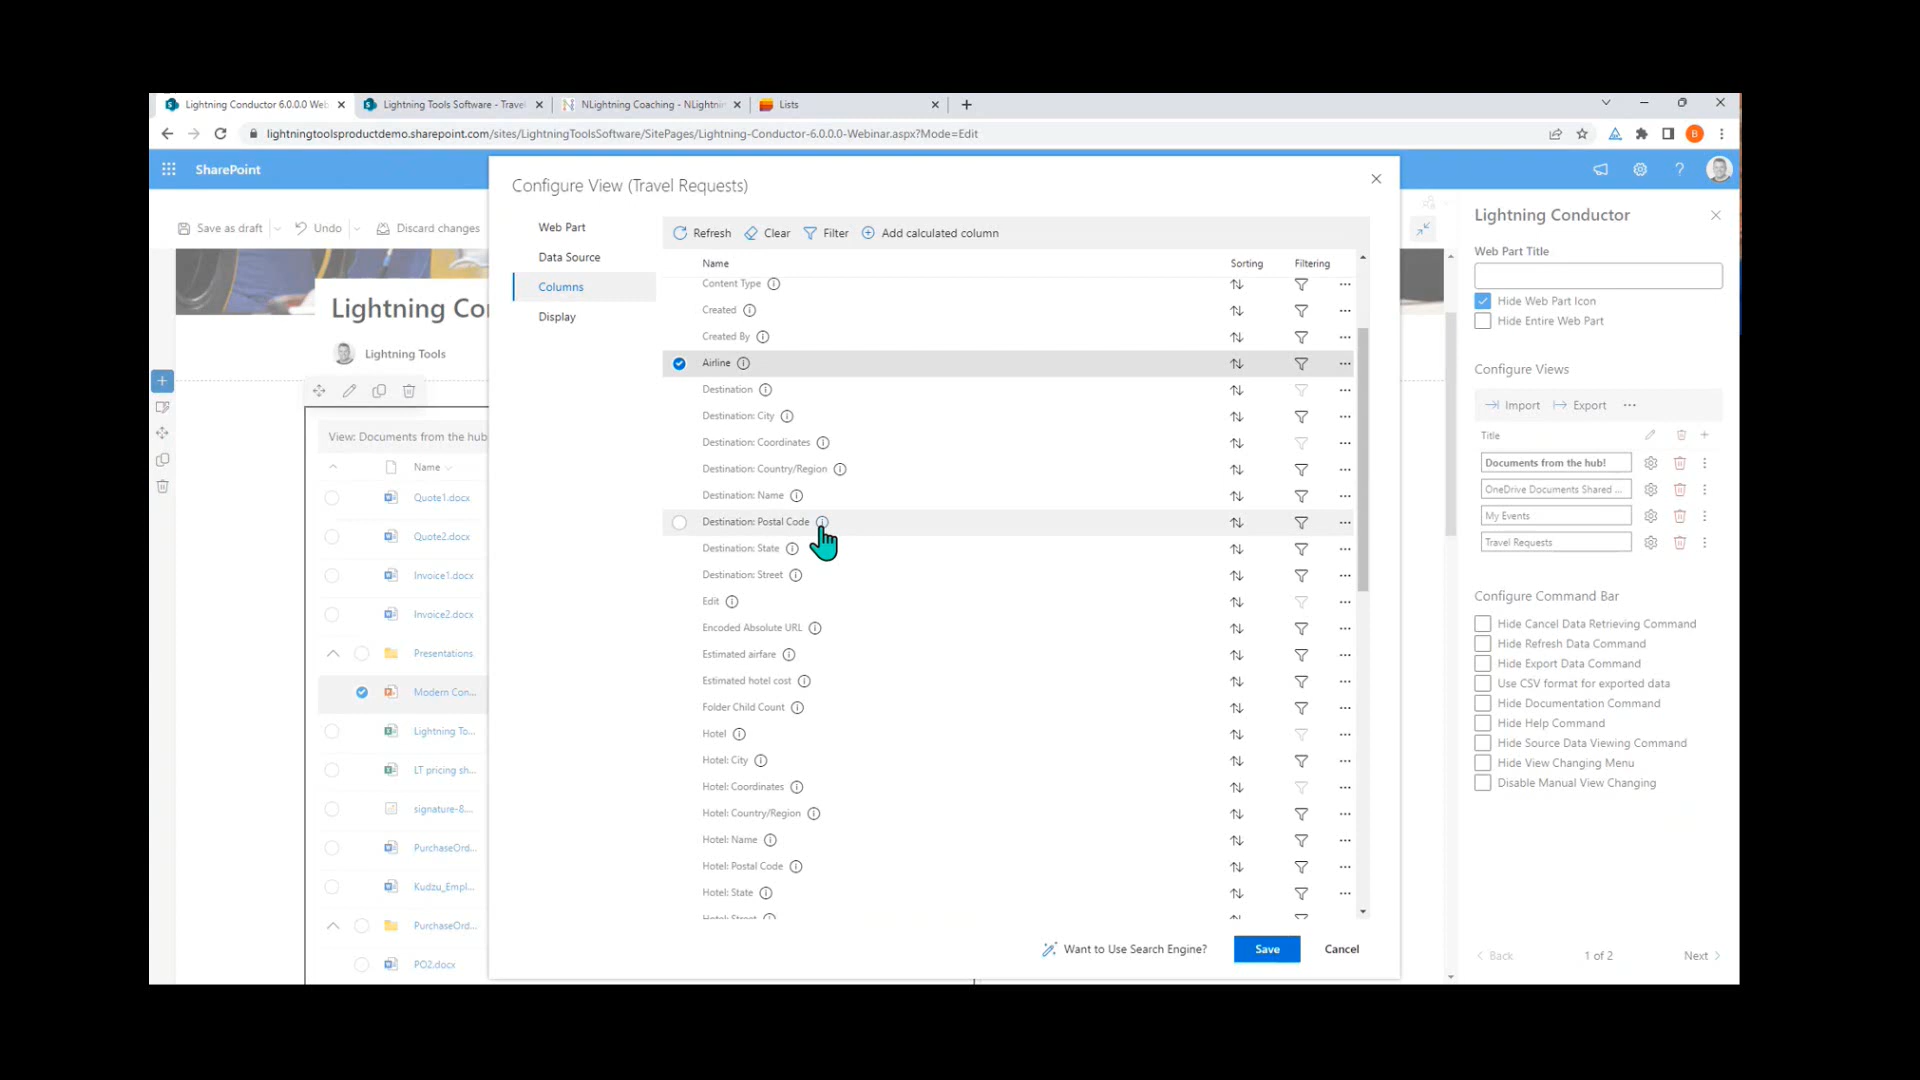 Lightning Conductor 6.0.0.0 Web
Lightning Tools Software - Travel
NLightning Coaching - NLightnin
Lists
lightningtoolsproductdemo.sharepoint.com/sites/LightningToolsSoftware/SitePages/Lightning-Conductor-6.0.0.0-Webinar.aspx?Mode=Edit
B
SharePoint
Save as draft
Undo
Discard changes
Lightning Co
Lightning Tools
View: Documents from the hub
Name
Quote1.docx
Quote2.docx
Invoice1.docx
Invoice2.docx
Presentations
Modern Con...
Lightning To...
LT pricing sh...
signature-8....
PurchaseOrd...
Kudzu_Empl...
PurchaseOrd...
PO2.docx
Configure View (Travel Requests)
Web Part
Data Source
Columns
Display
Refresh Clear Filter Add calculated column
Name Sorting Filtering
Content Type
Created
Created By
Airline
Destination
Destination: City
Destination: Coordinates
Destination: Country/Region
Destination: Name
Destination: Postal Code
Destination: State
Destination: Street
Edit
Encoded Absolute URL
Estimated airfare
Estimated hotel cost
Folder Child Count
Hotel
Hotel: City
Hotel: Coordinates
Hotel: Country/Region
Hotel: Name
Hotel: Postal Code
Hotel: State
Hotel: Street
Want to Use Search Engine?
Save
Cancel
Lightning Conductor
Web Part Title
Hide Web Part Icon
Hide Entire Web Part
Configure Views
Import Export
Title
Documents from the hub!
OneDrive Documents Shared ...
My Events
Travel Requests
Configure Command Bar
Hide Cancel Data Retrieving Command
Hide Refresh Data Command
Hide Export Data Command
Use CSV format for exported data
Hide Documentation Command
Hide Help Command
Hide Source Data Viewing Command
Hide View Changing Menu
Disable Manual View Changing
Back 1 of 2 Next